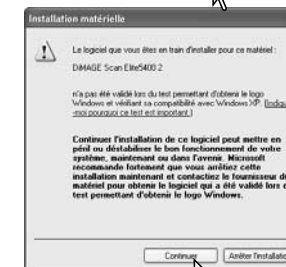 Installation matérielle
Le logiciel que vous êtes en train d'installer pour ce matériel :
DiMAGE Scan Elite5400 2
n'a pas été validé lors du test permettant d'obtenir le logo
Windows et vérifiant sa compatibilité avec Windows XP. (Indiq
-moi pourquoi ce test est important.)
Continuer l'installation de ce logiciel peut mettre en
péril ou déstabiliser le bon fonctionnement de votre
système, maintenant ou dans l'avenir. Microsoft
recommande fortement que vous arrêtiez cette
installation maintenant et contactiez le fournisseur de
matériel pour obtenir le logiciel qui a été validé lors d
test permettant d'obtenir le logo Windows.
Continuer
Arrêter l'installatio